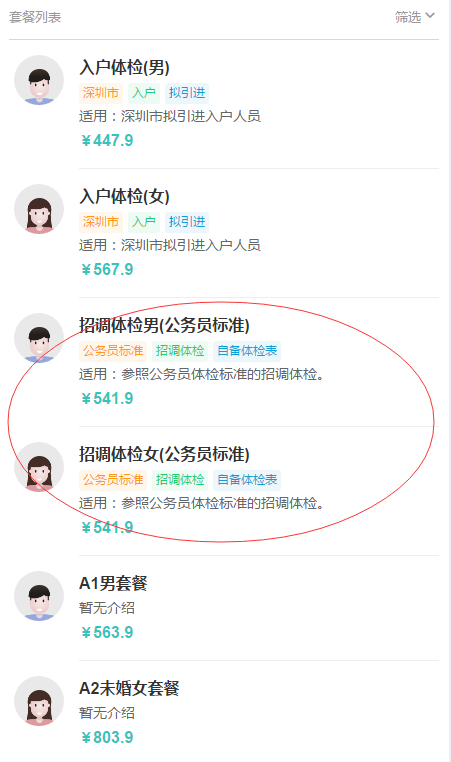 套餐列表 筛选
入户体检(男)
深圳市 入户 拟引进
适用：深圳市拟引进入户人员
￥447.9
入户体检(女)
深圳市 入户 拟引进
适用：深圳市拟引进入户人员
￥567.9
招调体检男(公务员标准)
公务员标准 招调体检 自备体检表
适用：参照公务员体检标准的招调体检。
￥541.9
招调体检女(公务员标准)
公务员标准 招调体检 自备体检表
适用：参照公务员体检标准的招调体检。
￥541.9
A1男套餐
暂无介绍
￥563.9
A2未婚女套餐
暂无介绍
￥803.9